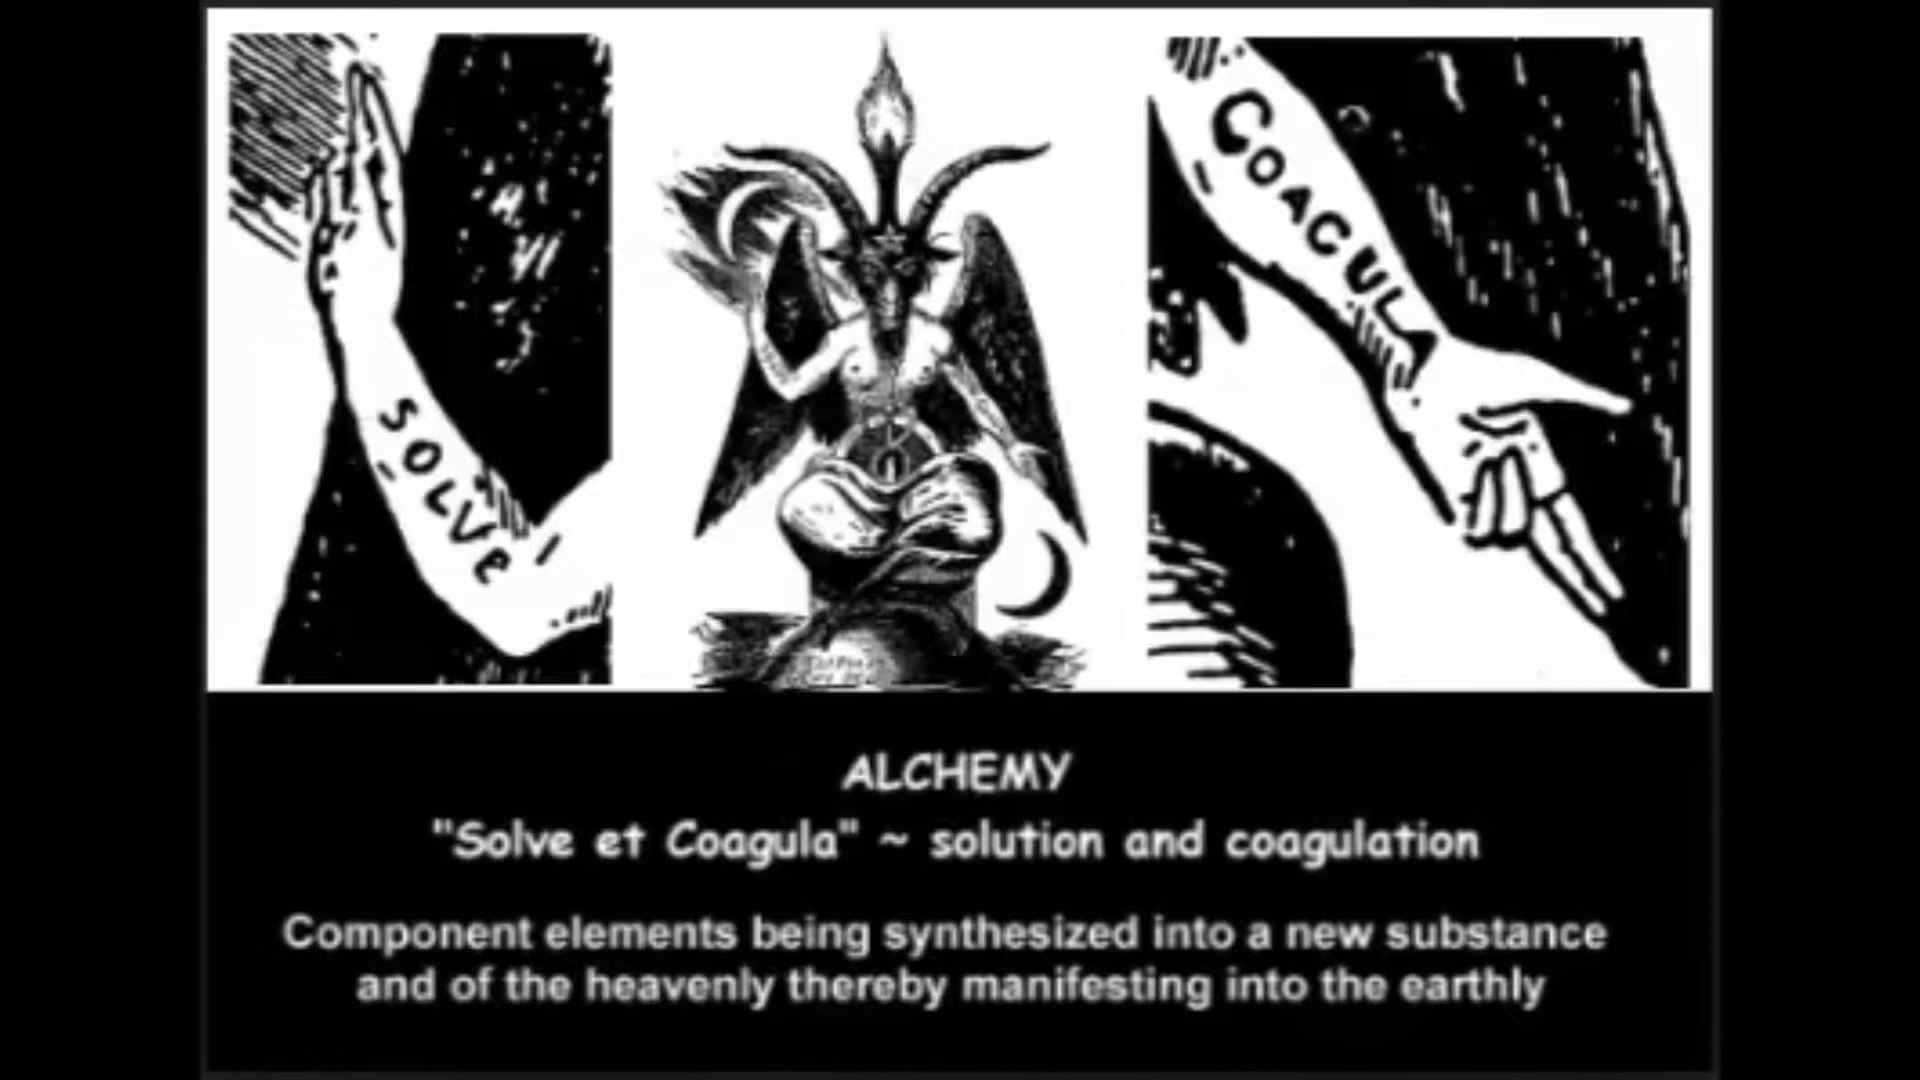 SOLVE
COAGULA
ALCHEMY
"Solve et Coagula" ~ solution and coagulation
Component elements being synthesized into a new substance
and of the heavenly thereby manifesting into the earthly